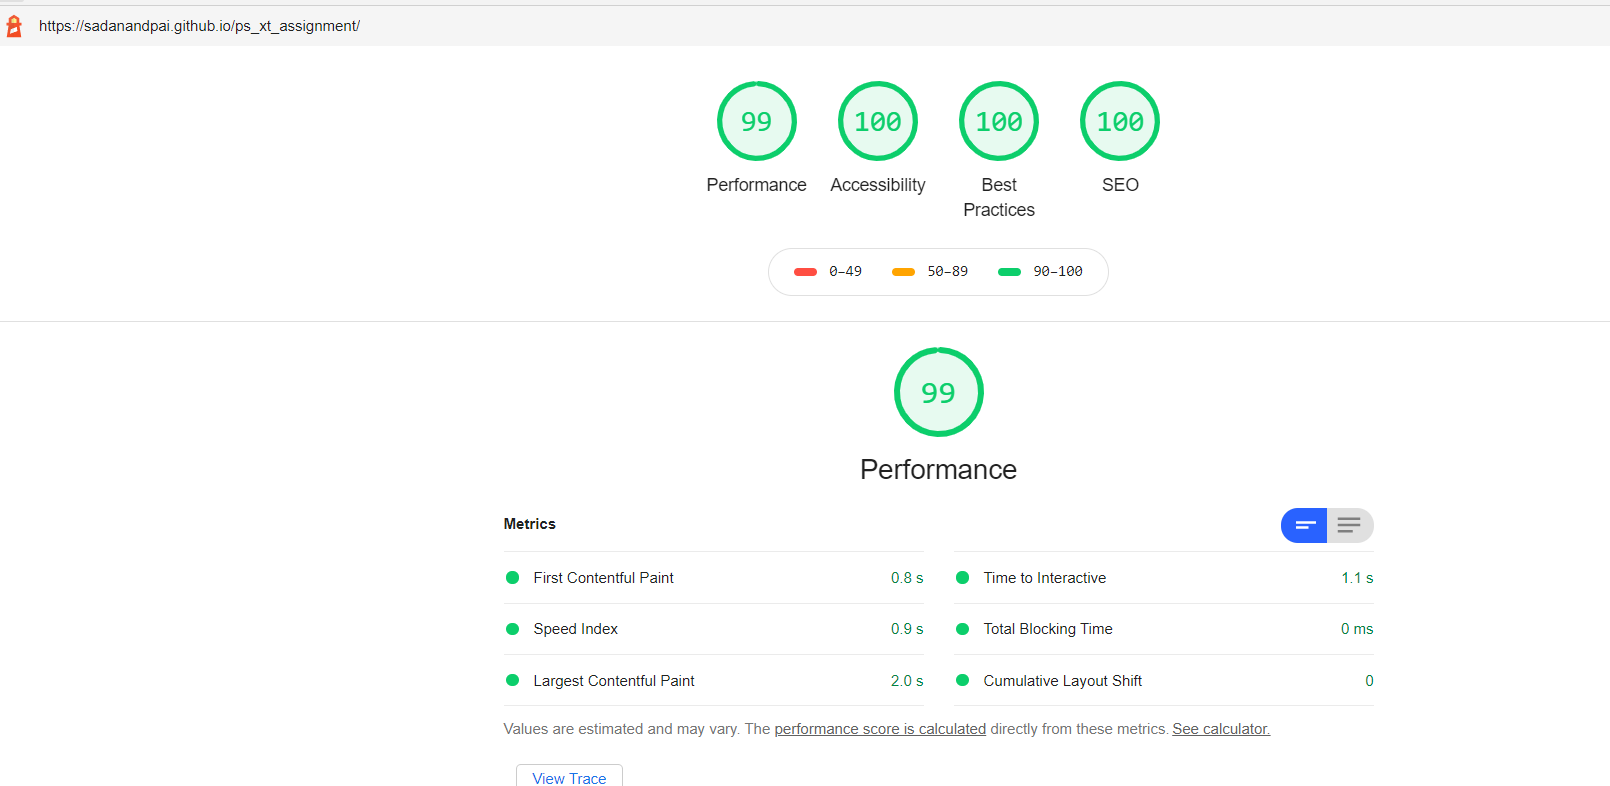 https://sadanandpai.github.io/ps_xt_assignment/
99 100 100 100
Performance Accessibility Best Practices SEO
0–49 50–89 90–100
99
Performance
Metrics
First Contentful Paint 0.8 s
Time to Interactive 1.1 s
Speed Index 0.9 s
Total Blocking Time 0 ms
Largest Contentful Paint 2.0 s
Cumulative Layout Shift 0
Values are estimated and may vary. The performance score is calculated directly from these metrics. See calculator.
View Trace